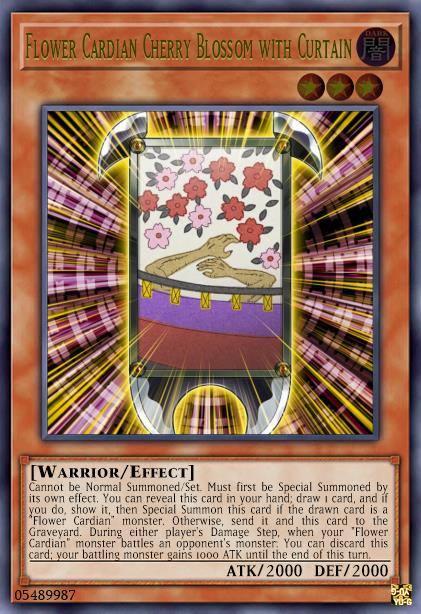 Flower Cardian Cherry Blossom with Curtain
DARK
闇
[Warrior/Effect]
Cannot be Normal Summoned/Set. Must first be Special Summoned by
its own effect. You can reveal this card in your hand; draw 1 card, and if
you do, show it, then Special Summon this card if the drawn card is a
"Flower Cardian" monster. Otherwise, send it and this card to the
Graveyard. During either player's Damage Step, when your "Flower
Cardian" monster battles an opponent's monster: You can discard this
card; your battling monster gains 1000 ATK until the end of this turn.
ATK/2000 DEF/2000
05489987